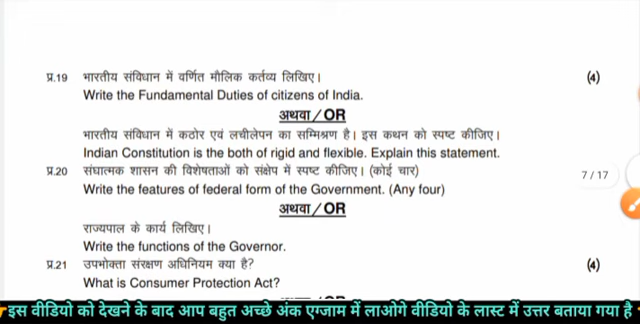 प्र.19 भारतीय संविधान में वर्णित मौलिक कर्तव्य लिखिए। (4)
Write the Fundamental Duties of citizens of India.
अथवा/OR
भारतीय संविधान में कठोर एवं लचीलेपन का सम्मिश्रण है। इस कथन को स्पष्ट कीजिए।
Indian Constitution is the both of rigid and flexible. Explain this statement.
प्र.20 संघात्मक शासन की विशेषताओं को संक्षेप में स्पष्ट कीजिए। (कोई चार)
7 / 17
Write the features of federal form of the Government. (Any four)
अथवा/OR
राज्यपाल के कार्य लिखिए।
Write the functions of the Governor.
प्र.21 उपभोक्ता संरक्षण अधिनियम क्या है? (4)
What is Consumer Protection Act?
इस वीडियो को देखने के बाद आप बहुत अच्छे अंक एग्जाम में लाओगे वीडियो के लास्ट में उत्तर बताया गया है